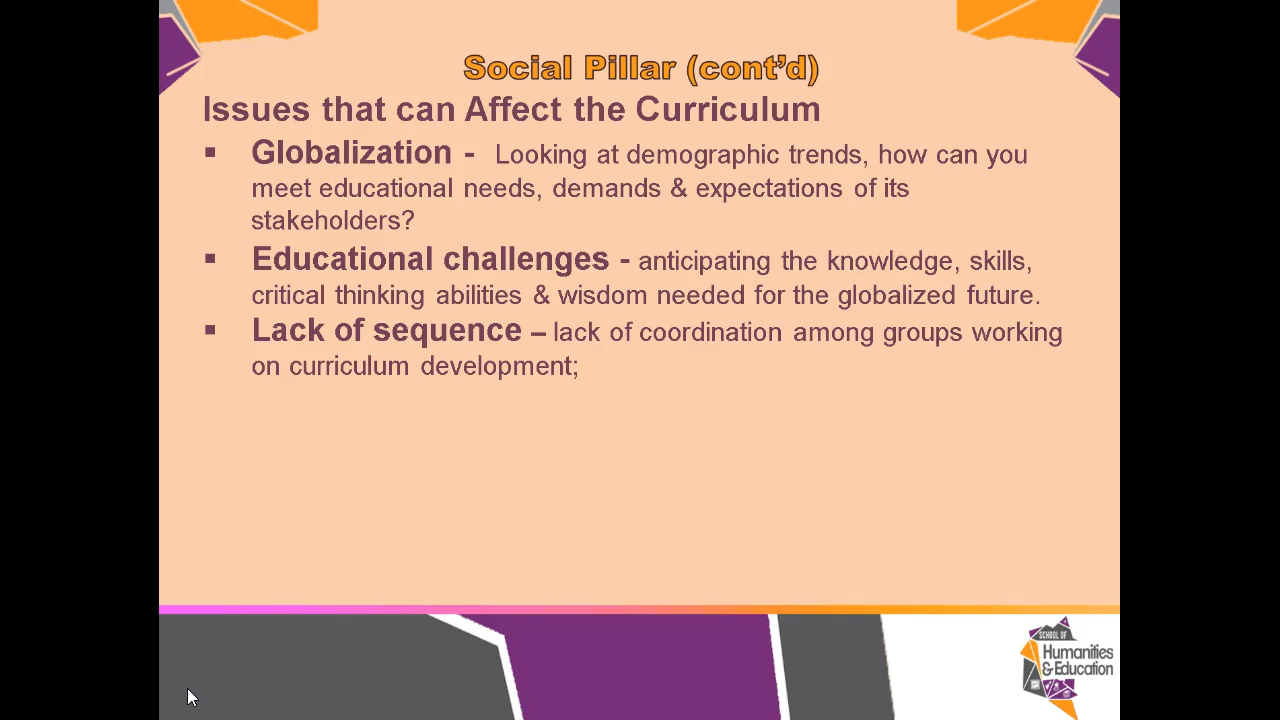 Social Pillar (cont’d)
Issues that can Affect the Curriculum
▪ Globalization - Looking at demographic trends, how can you
meet educational needs, demands & expectations of its
stakeholders?
▪ Educational challenges - anticipating the knowledge, skills,
critical thinking abilities & wisdom needed for the globalized future.
▪ Lack of sequence – lack of coordination among groups working
on curriculum development;
SCHOOL OF
Humanities
& Education